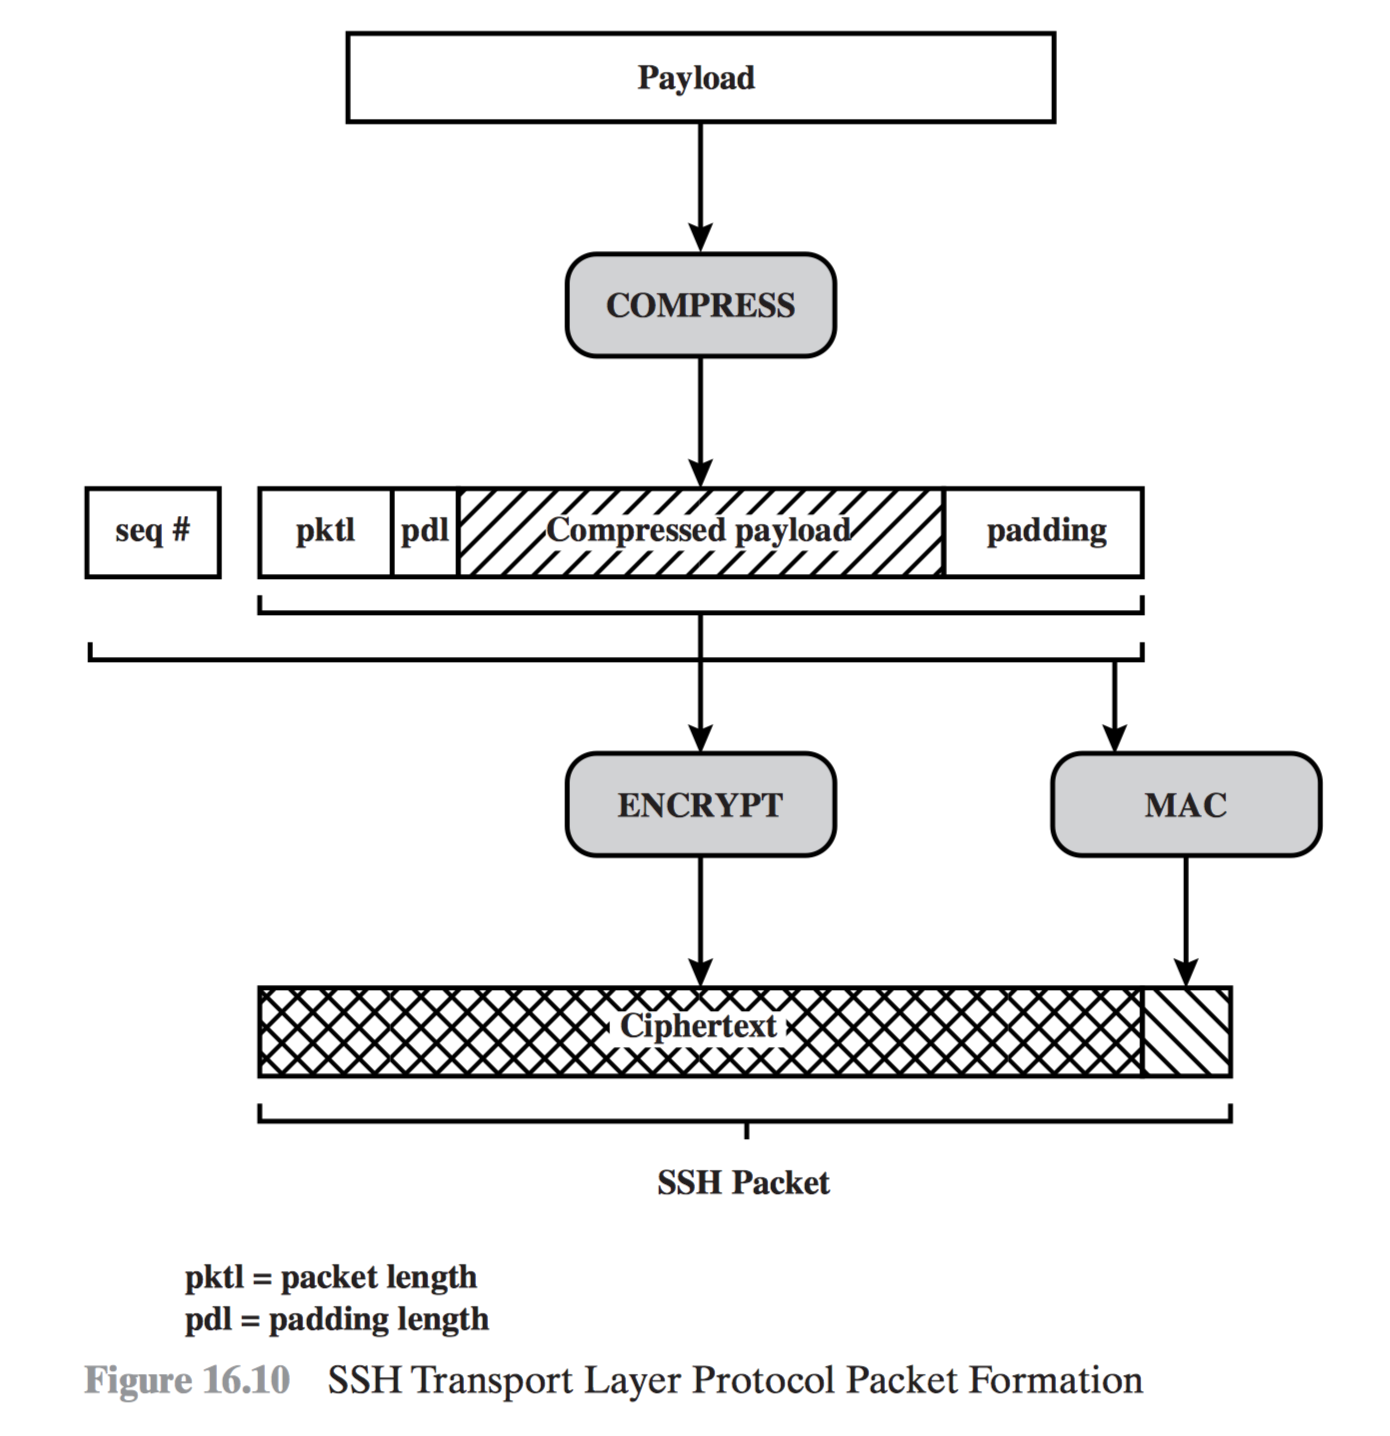 Payload
COMPRESS
seq # pktl pdl Compressed payload padding
ENCRYPT MAC
Ciphertext
SSH Packet
pktl = packet length
pdl = padding length
Figure 16.10 SSH Transport Layer Protocol Packet Formation